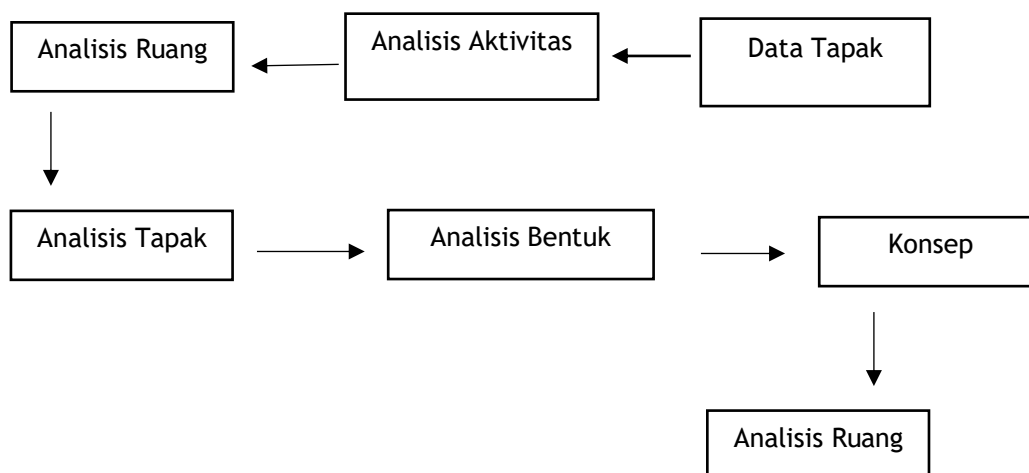 Analisis Ruang
Analisis Aktivitas
Data Tapak
Analisis Tapak
Analisis Bentuk
Konsep
Analisis Ruang